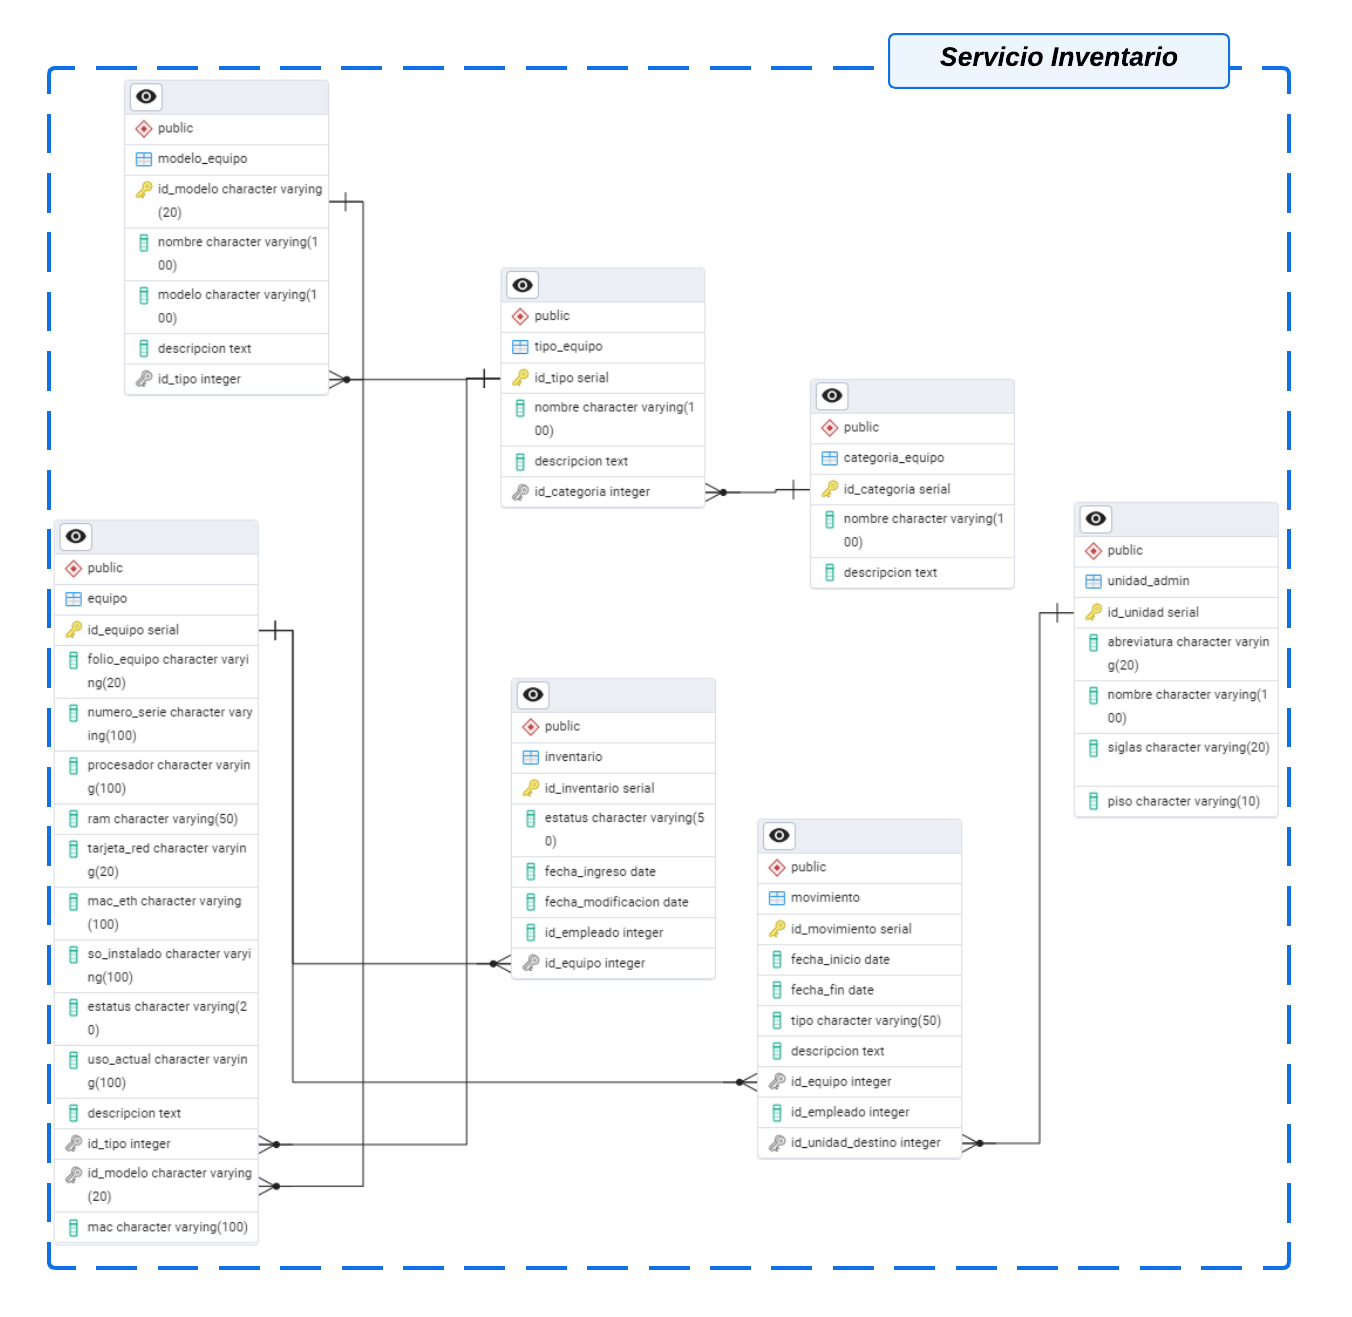 Servicio Inventario
public
modelo_equipo
id_modelo character varying
(20)
nombre character varying(1
00)
modelo character varying(1
00)
descripcion text
id_tipo integer
public
tipo_equipo
id_tipo serial
nombre character varying(1
00)
descripcion text
id_categoria integer
public
categoria_equipo
id_categoria serial
nombre character varying(1
00)
descripcion text
public
unidad_admin
id_unidad serial
abreviatura character varyin
g(20)
nombre character varying(1
00)
siglas character varying(20)
piso character varying(10)
public
equipo
id_equipo serial
folio_equipo character varyi
ng(20)
numero_serie character vary
ing(100)
procesador character varyin
g(100)
ram character varying(50)
tarjeta_red character varyin
g(20)
mac_eth character varying
(100)
so_instalado character varyi
ng(100)
estatus character varying(2
0)
uso_actual character varyin
g(100)
descripcion text
id_tipo integer
id_modelo character varying
(20)
mac character varying(100)
public
inventario
id_inventario serial
estatus character varying(5
0)
fecha_ingreso date
fecha_modificacion date
id_empleado integer
id_equipo integer
public
movimiento
id_movimiento serial
fecha_inicio date
fecha_fin date
tipo character varying(50)
descripcion text
id_equipo integer
id_empleado integer
id_unidad_destino integer